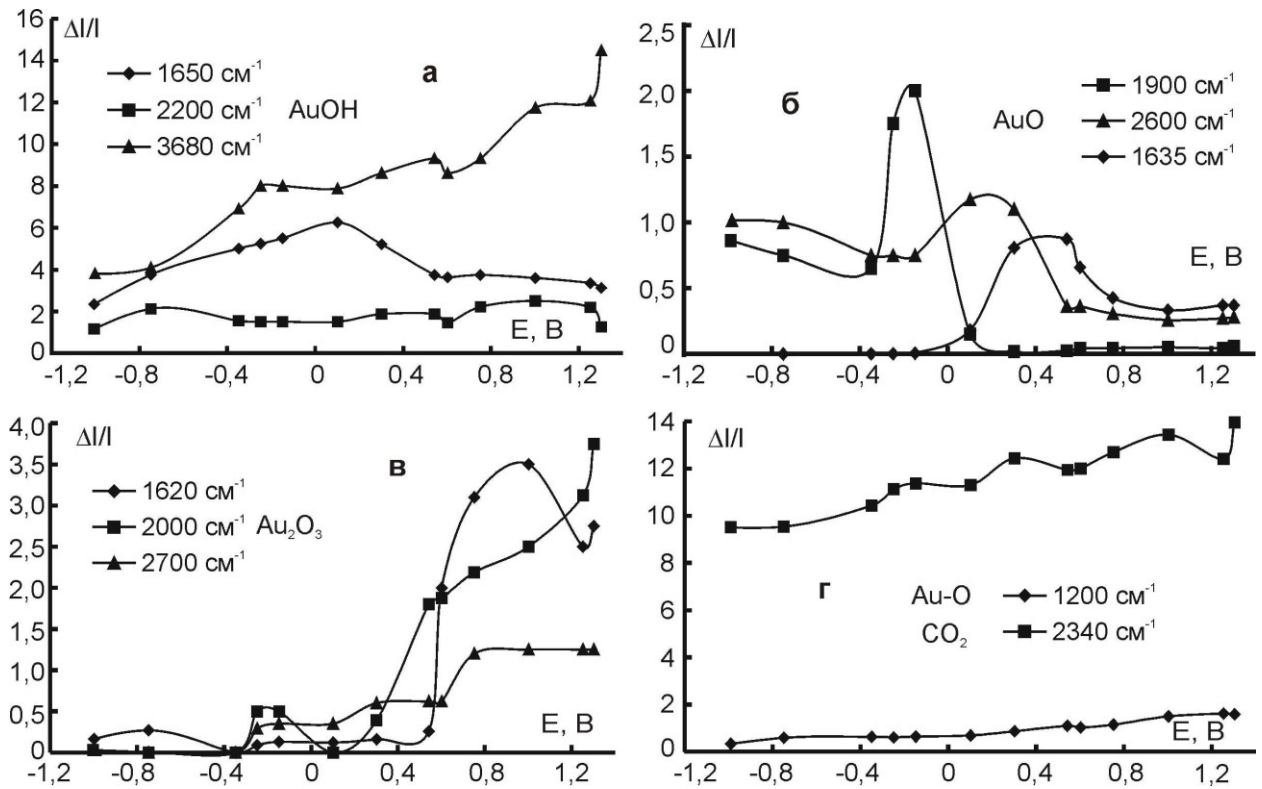 ΔI/I
16
14
12
10
8
6
4
2
0
1650 см⁻¹
2200 см⁻¹
3680 см⁻¹
AuOH
а
E, В
-1,2 -0,8 -0,4 0 0,4 0,8 1,2
ΔI/I
2,5
2,0
1,5
1,0
0,5
0
б
AuO
1900 см⁻¹
2600 см⁻¹
1635 см⁻¹
E, В
-1,2 -0,8 -0,4 0 0,4 0,8 1,2
ΔI/I
4,0
3,5
3,0
2,5
2,0
1,5
1,0
0,5
0
1620 см⁻¹
2000 см⁻¹
2700 см⁻¹
Au₂O₃
в
E, В
-1,2 -0,8 -0,4 0 0,4 0,8 1,2
ΔI/I
14
12
10
8
6
4
2
0
г
Au-O 1200 см⁻¹
CO₂ 2340 см⁻¹
E, В
-1,2 -0,8 -0,4 0 0,4 0,8 1,2